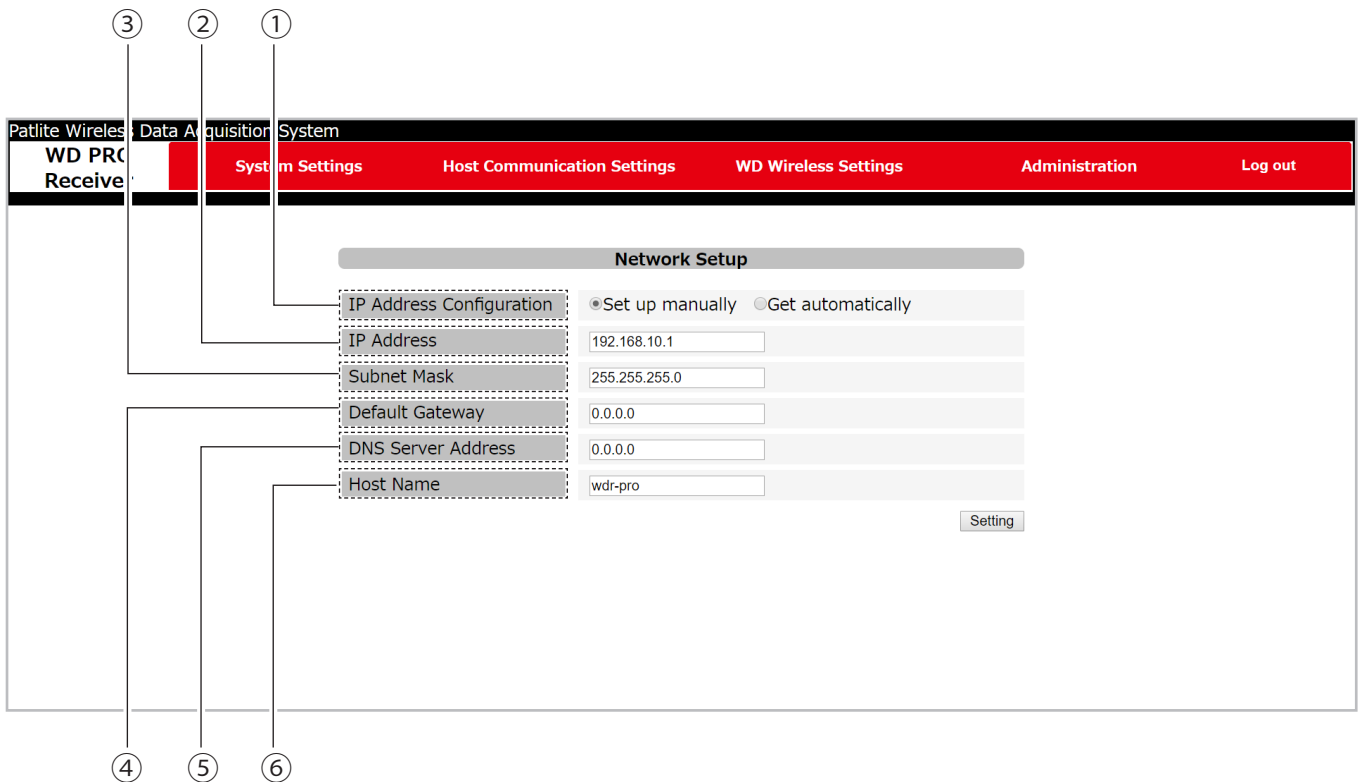 ③ ② ①
Patlite Wireless Data Acquisition System
WD PRO
Receiver
System Settings Host Communication Settings WD Wireless Settings Administration Log out
Network Setup
IP Address Configuration Set up manually Get automatically
IP Address 192.168.10.1
Subnet Mask 255.255.255.0
Default Gateway 0.0.0.0
DNS Server Address 0.0.0.0
Host Name wdr-pro
Setting
④ ⑤ ⑥